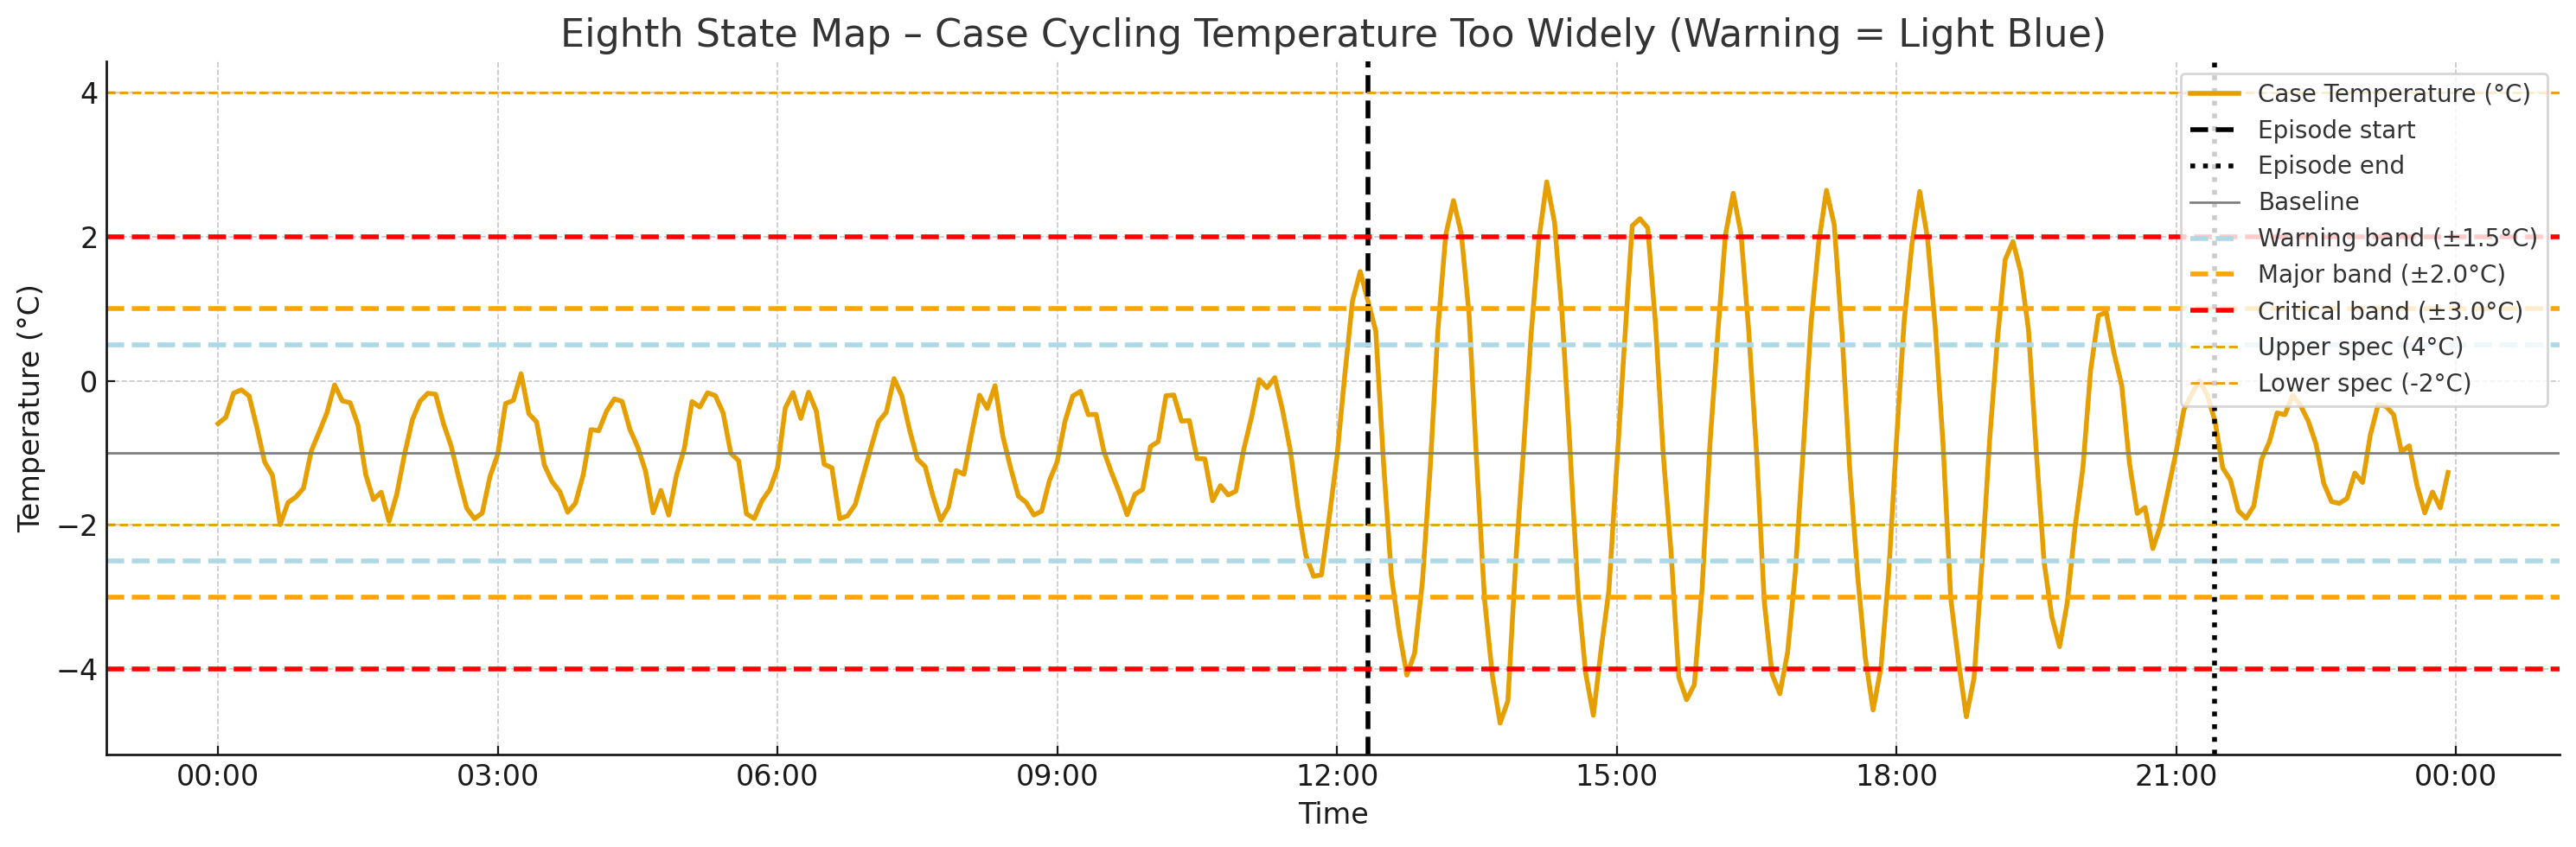 Eighth State Map – Case Cycling Temperature Too Widely (Warning = Light Blue)
Temperature (°C)
4
2
0
−2
−4
Case Temperature (°C)
Episode start
Episode end
Baseline
Warning band (±1.5°C)
Major band (±2.0°C)
Critical band (±3.0°C)
Upper spec (4°C)
Lower spec (-2°C)
00:00
03:00
06:00
09:00
12:00
15:00
18:00
21:00
00:00
Time